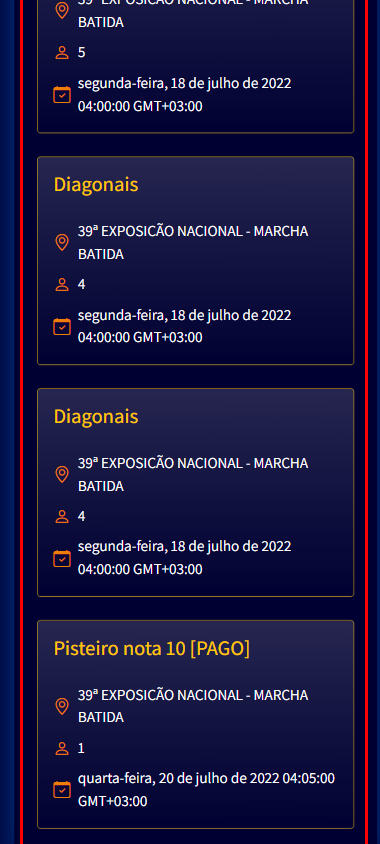 39ª EXPOSICÃO NACIONAL - MARCHA
BATIDA
5
segunda-feira, 18 de julho de 2022
04:00:00 GMT+03:00
Diagonais
39ª EXPOSICÃO NACIONAL - MARCHA
BATIDA
4
segunda-feira, 18 de julho de 2022
04:00:00 GMT+03:00
Diagonais
39ª EXPOSICÃO NACIONAL - MARCHA
BATIDA
4
segunda-feira, 18 de julho de 2022
04:00:00 GMT+03:00
Pisteiro nota 10 [PAGO]
39ª EXPOSICÃO NACIONAL - MARCHA
BATIDA
1
quarta-feira, 20 de julho de 2022 04:05:00
GMT+03:00